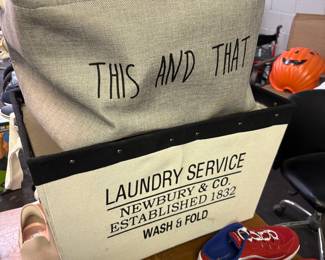 THIS AND THAT
LAUNDRY SERVICE
NEWBURY & CO.
ESTABLISHED 1832
WASH & FOLD